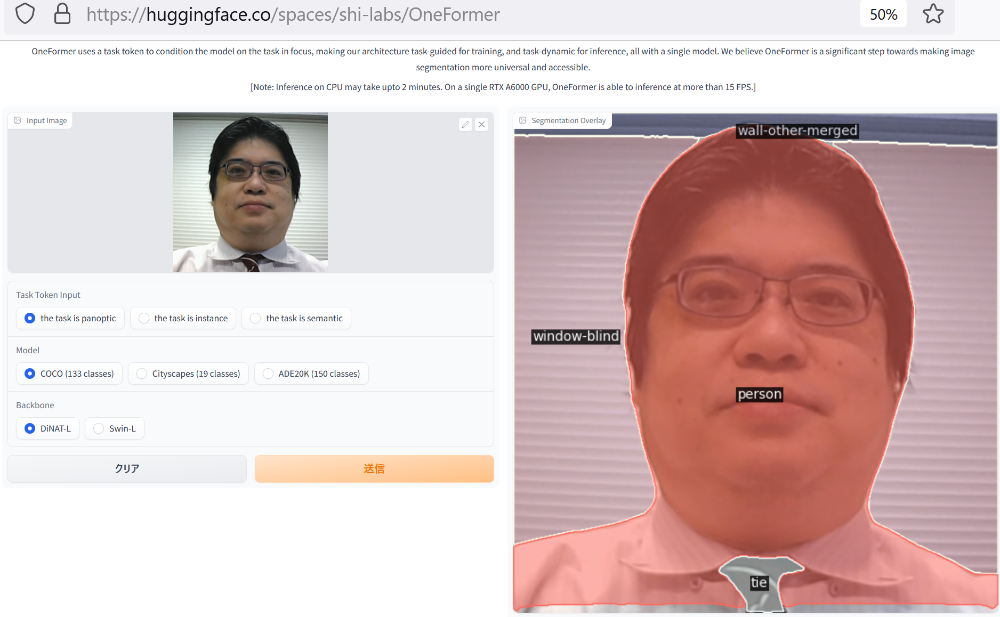 https://huggingface.co/spaces/shi-labs/OneFormer
50%
OneFormer uses a task token to condition the model on the task in focus, making our architecture task-guided for training, and task-dynamic for inference, all with a single model. We believe OneFormer is a significant step towards making image
segmentation more universal and accessible.
[Note: Inference on CPU may take upto 2 minutes. On a single RTX A6000 GPU, OneFormer is able to inference at more than 15 FPS.]
Input Image
Task Token Input
the task is panoptic the task is instance the task is semantic
Model
COCO (133 classes) Cityscapes (19 classes) ADE20K (150 classes)
Backbone
DiNAT-L Swin-L
クリア 送信
Segmentation Overlay
wall-other-merged
window-blind
person
tie